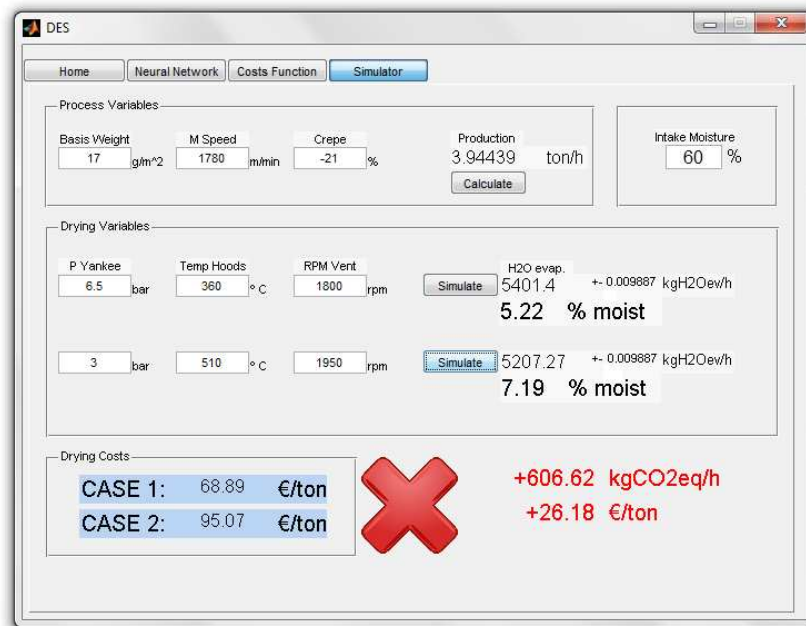 DES
Home Neural Network Costs Function Simulator
Process Variables
Basis Weight M Speed Crepe Production Intake Moisture
17 g/m^2 1780 m/min -21 % 3.94439 ton/h 60 %
Calculate
Drying Variables
P Yankee Temp Hoods RPM Vent H2O evap.
6.5 bar 360 º C 1800 rpm Simulate 5401.4 +- 0.009887 kgH2Oev/h
5.22 % moist
3 bar 510 º C 1950 rpm Simulate 5207.27 +- 0.009887 kgH2Oev/h
7.19 % moist
Drying Costs
CASE 1: 68.89 €/ton
CASE 2: 95.07 €/ton
+606.62 kgCO2eq/h
+26.18 €/ton